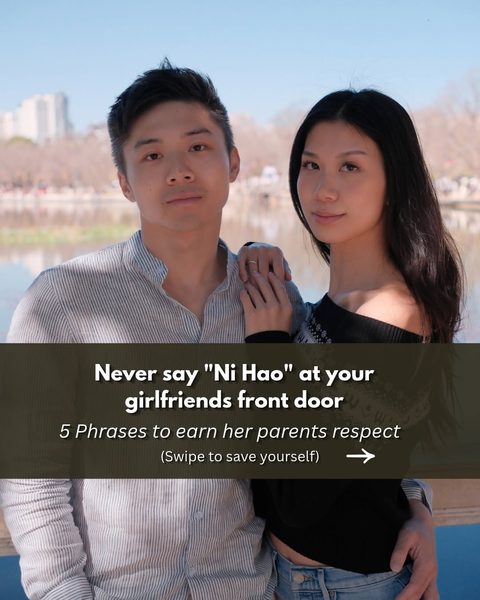 Never say "Ni Hao" at your
girlfriends front door
5 Phrases to earn her parents respect
(Swipe to save yourself) →